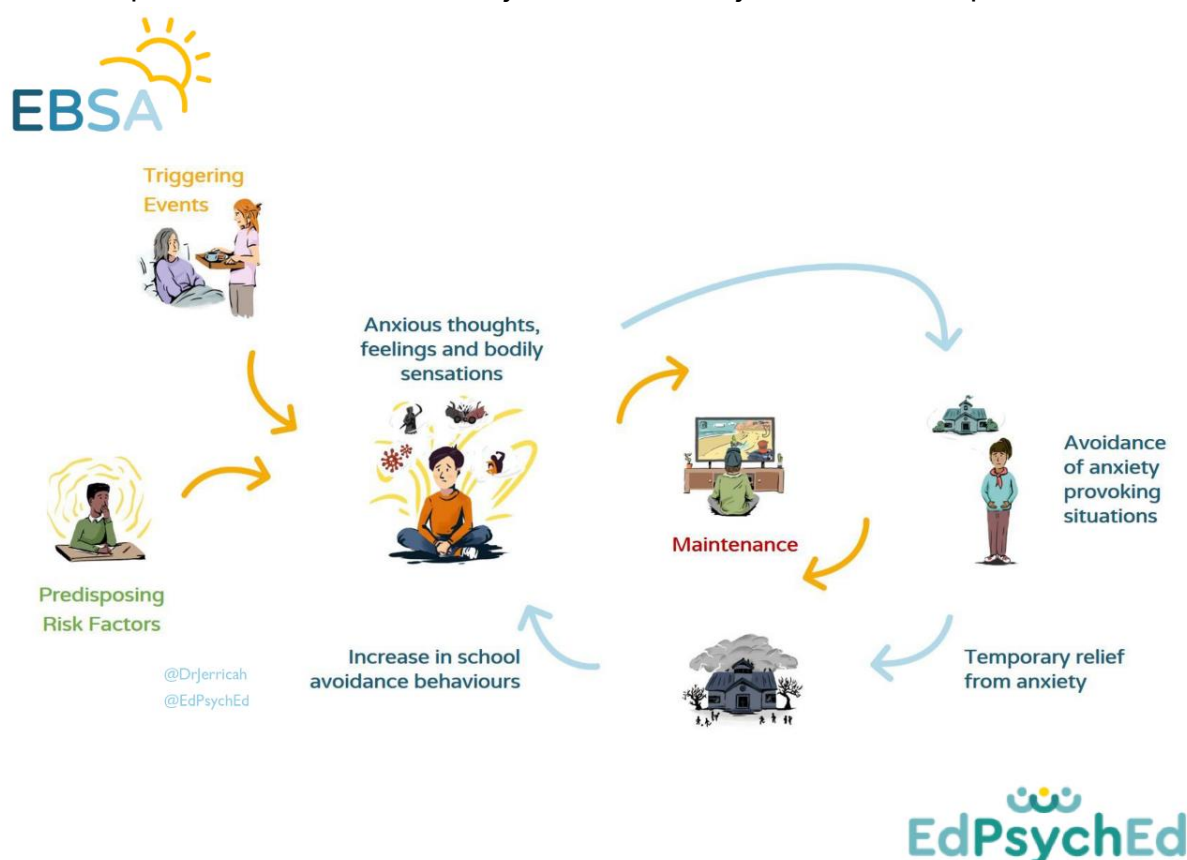 EBSA
Triggering
Events
Anxious thoughts,
feelings and bodily
sensations
Avoidance
of anxiety
provoking
situations
Maintenance
Predisposing
Risk Factors
Increase in school
avoidance behaviours
Temporary relief
from anxiety
@DrJerricah
@EdPsychEd
EdPsychEd